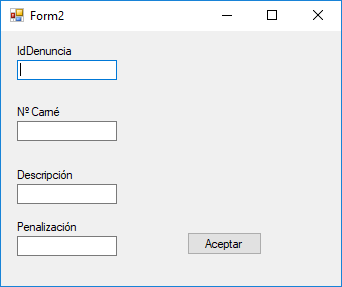 Form2
IdDenuncia
Nº Carné
Descripción
Penalización
Aceptar